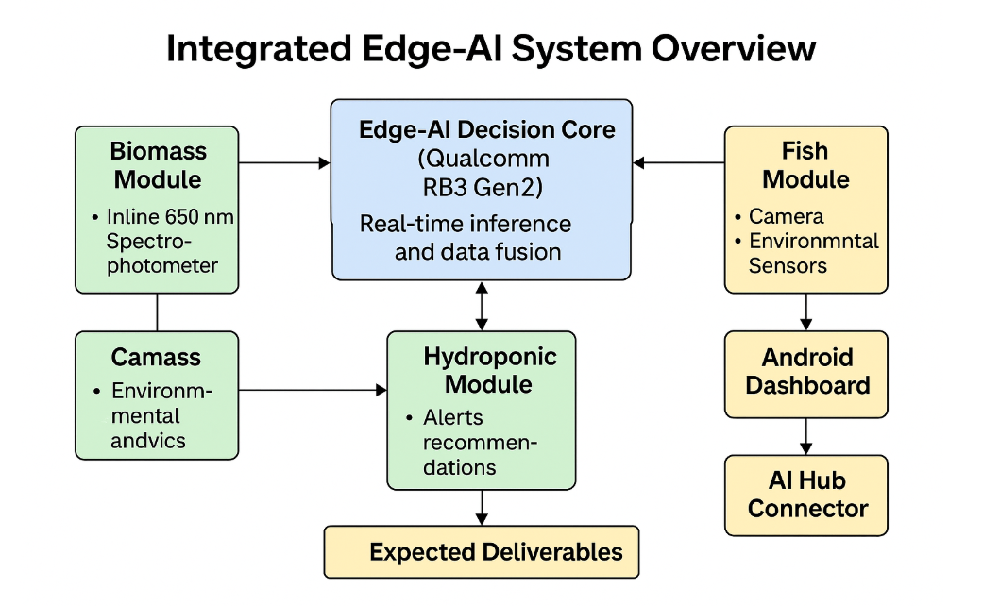 Integrated Edge-AI System Overview
Biomass
Module
• Inline 650 nm
Spectro-
photometer
Edge-AI Decision Core
(Qualcomm
RB3 Gen2)
Real-time inference
and data fusion
Fish
Module
• Camera
• Environmntal
Sensors
Camass
• Environm-
mental
andvics
Hydroponic
Module
• Alerts
recommen-
dations
Android
Dashboard
AI Hub
Connector
Expected Deliverables